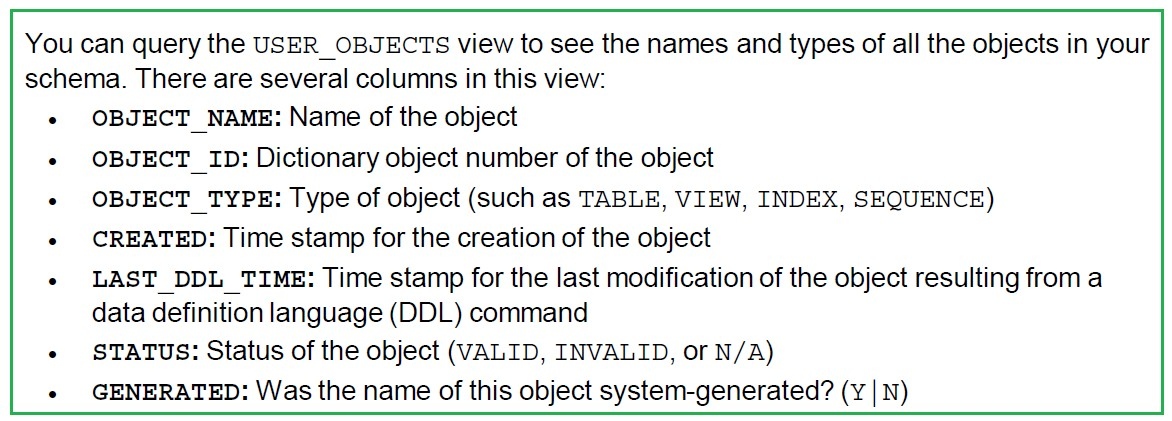 You can query the USER_OBJECTS view to see the names and types of all the objects in your
schema. There are several columns in this view:
• OBJECT_NAME: Name of the object
• OBJECT_ID: Dictionary object number of the object
• OBJECT_TYPE: Type of object (such as TABLE, VIEW, INDEX, SEQUENCE)
• CREATED: Time stamp for the creation of the object
• LAST_DDL_TIME: Time stamp for the last modification of the object resulting from a
data definition language (DDL) command
• STATUS: Status of the object (VALID, INVALID, or N/A)
• GENERATED: Was the name of this object system-generated? (Y|N)